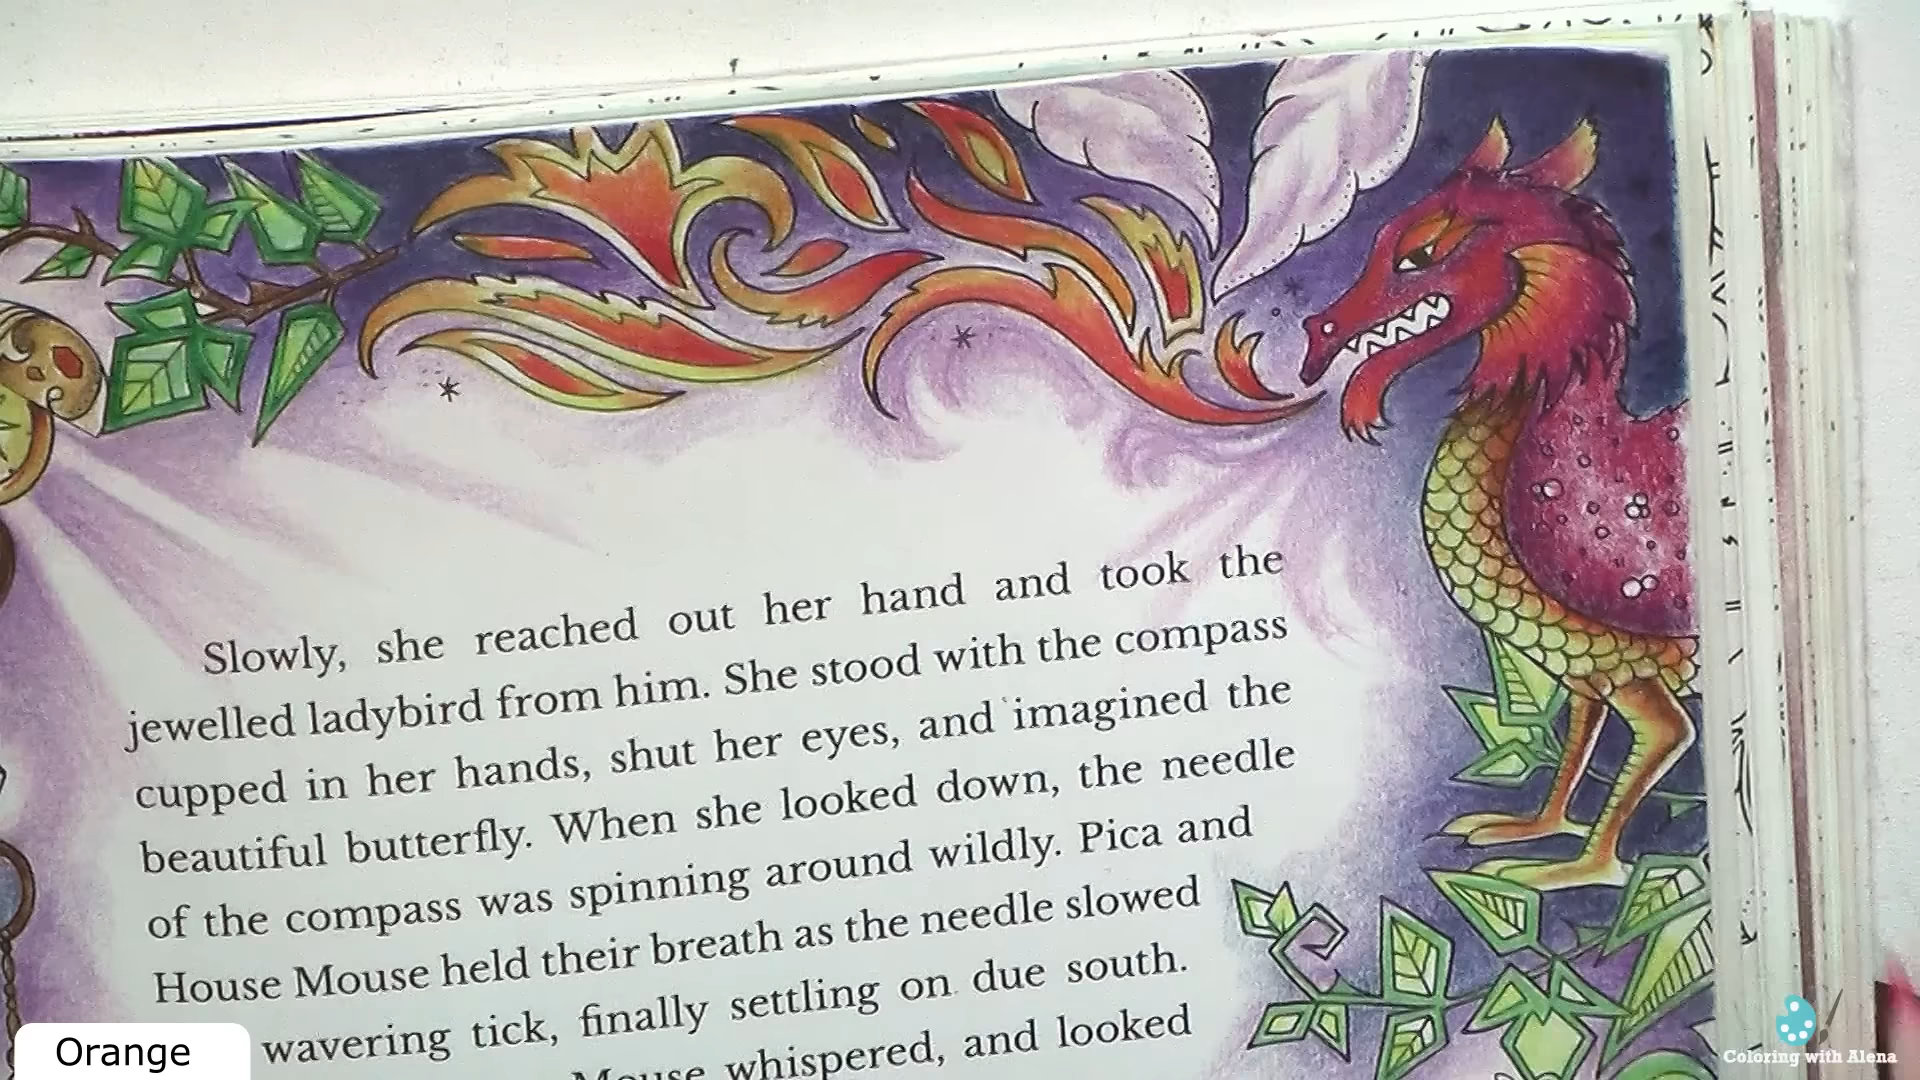 Slowly, she reached out her hand and took the
jewelled ladybird from him. She stood with the compass
cupped in her hands, shut her eyes, and imagined the
beautiful butterfly. When she looked down, the needle
of the compass was spinning around wildly. Pica and
House Mouse held their breath as the needle slowed
wavering tick, finally settling on due south.
Mouse whispered, and looked
Orange
Coloring with Alena